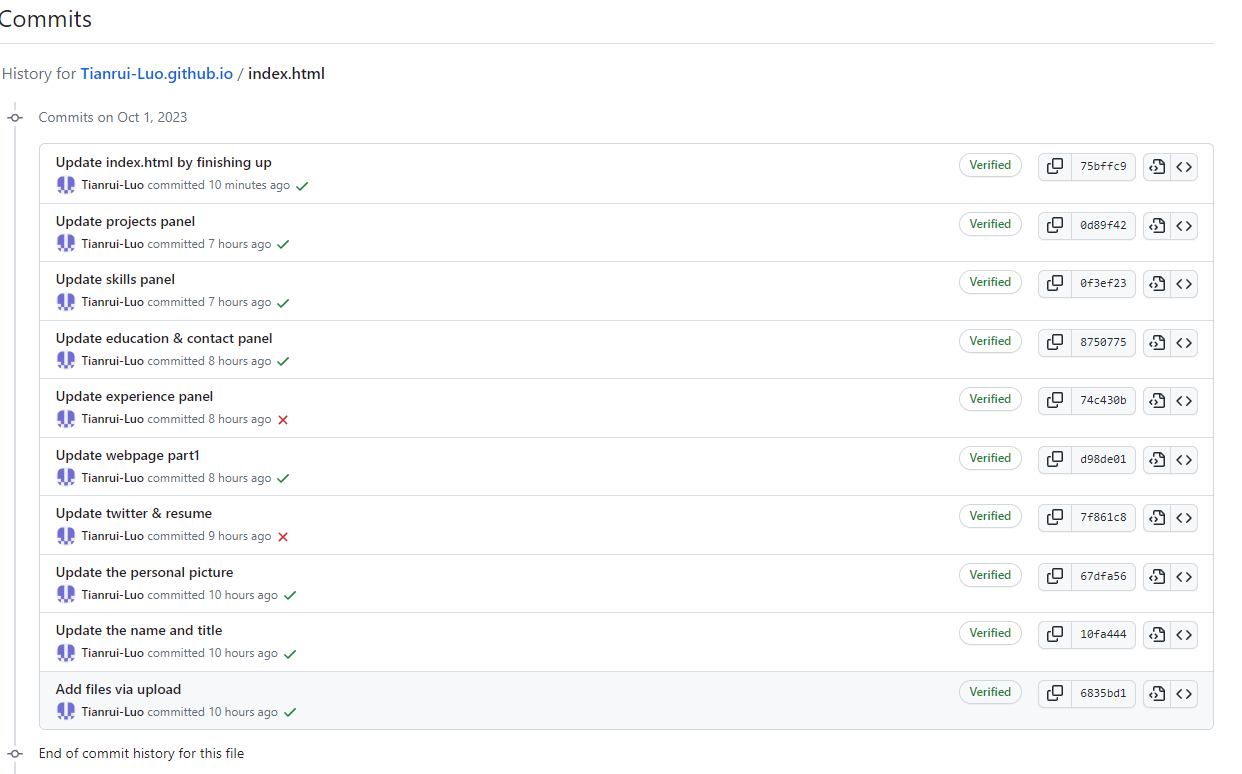 Commits
History for Tianrui-Luo.github.io / index.html
Commits on Oct 1, 2023
Update index.html by finishing up
Verified
75bffc9
Tianrui-Luo committed 10 minutes ago
Update projects panel
Verified
0d89f42
Tianrui-Luo committed 7 hours ago
Update skills panel
Verified
0f3ef23
Tianrui-Luo committed 7 hours ago
Update education & contact panel
Verified
8750775
Tianrui-Luo committed 8 hours ago
Update experience panel
Verified
74c430b
Tianrui-Luo committed 8 hours ago
Update webpage part1
Verified
d98de01
Tianrui-Luo committed 8 hours ago
Update twitter & resume
Verified
7f861c8
Tianrui-Luo committed 9 hours ago
Update the personal picture
Verified
67dfa56
Tianrui-Luo committed 10 hours ago
Update the name and title
Verified
10fa444
Tianrui-Luo committed 10 hours ago
Add files via upload
Verified
6835bd1
Tianrui-Luo committed 10 hours ago
End of commit history for this file